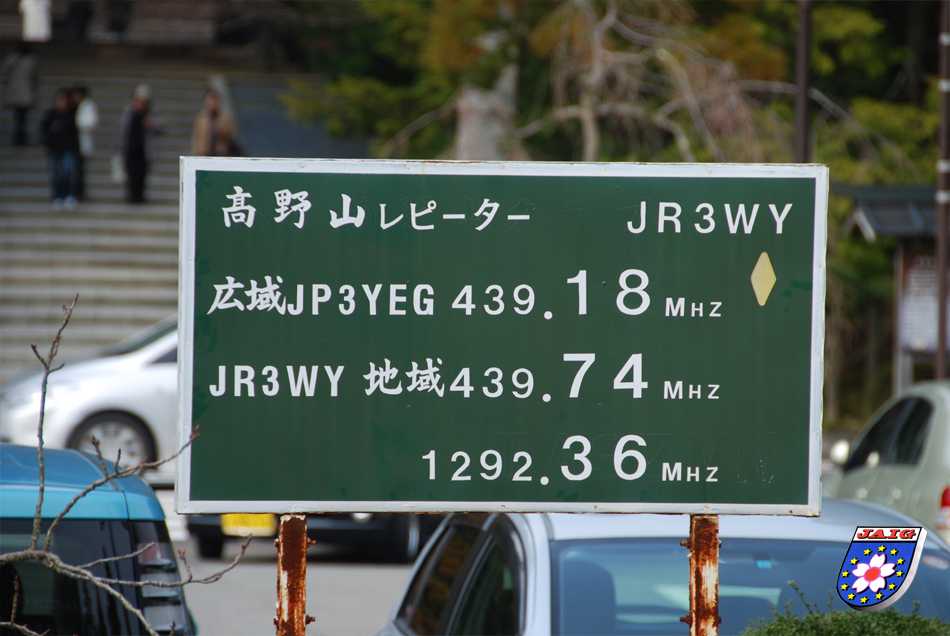 高野山レピーター JR3WY
広域JP3YEG 439.18 MHZ
JR3WY 地域439.74 MHZ
1292.36 MHZ
JAIG